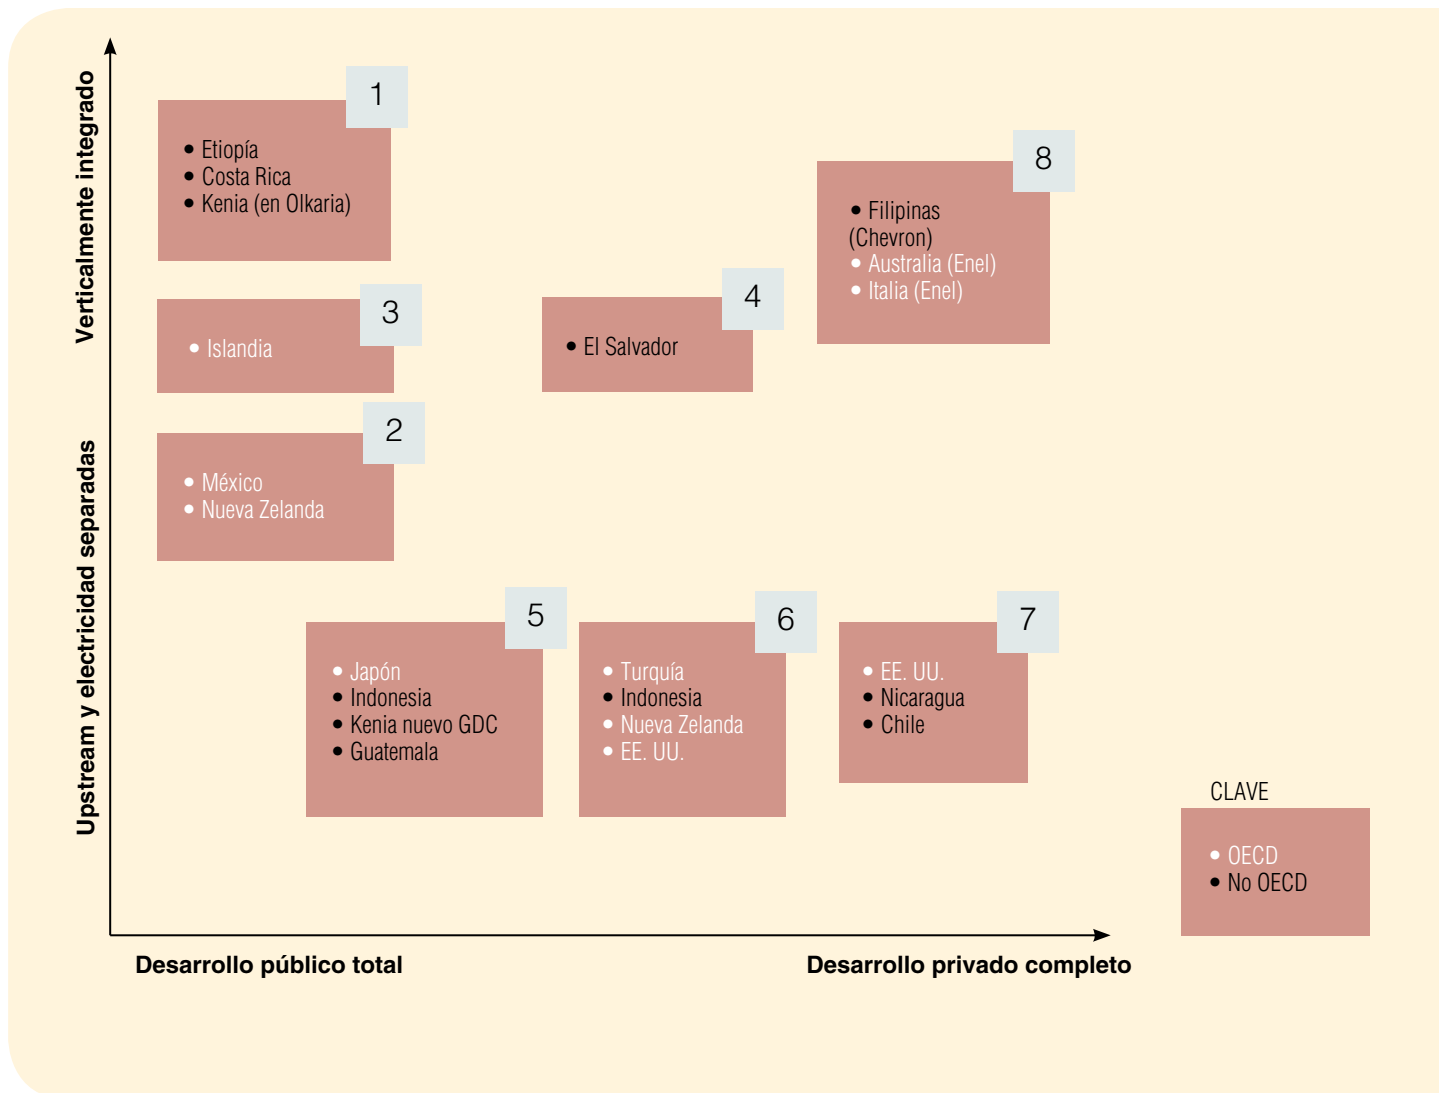 Verticalmente integrado
Upstream y electricidad separadas
1
• Etiopía
• Costa Rica
• Kenia (en Olkaria)
8
• Filipinas
(Chevron)
• Australia (Enel)
• Italia (Enel)
3
• Islandia
4
• El Salvador
2
• México
• Nueva Zelanda
5
• Japón
• Indonesia
• Kenia nuevo GDC
• Guatemala
6
• Turquía
• Indonesia
• Nueva Zelanda
• EE. UU.
7
• EE. UU.
• Nicaragua
• Chile
CLAVE
• OECD
• No OECD
Desarrollo público total
Desarrollo privado completo